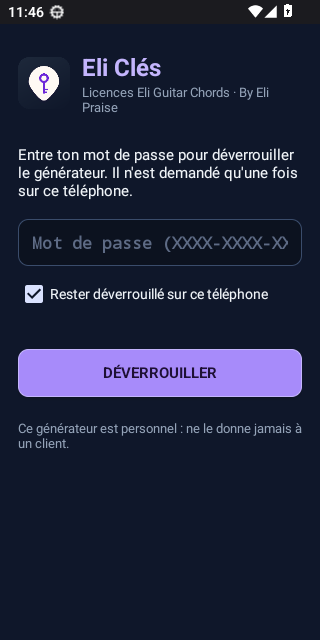 11:46
Eli Clés
Licences Eli Guitar Chords · By Eli
Praise
Entre ton mot de passe pour déverrouiller
le générateur. Il n'est demandé qu'une fois
sur ce téléphone.
Mot de passe (XXXX-XXXX-XX
Rester déverrouillé sur ce téléphone
DÉVERROUILLER
Ce générateur est personnel : ne le donne jamais à
un client.